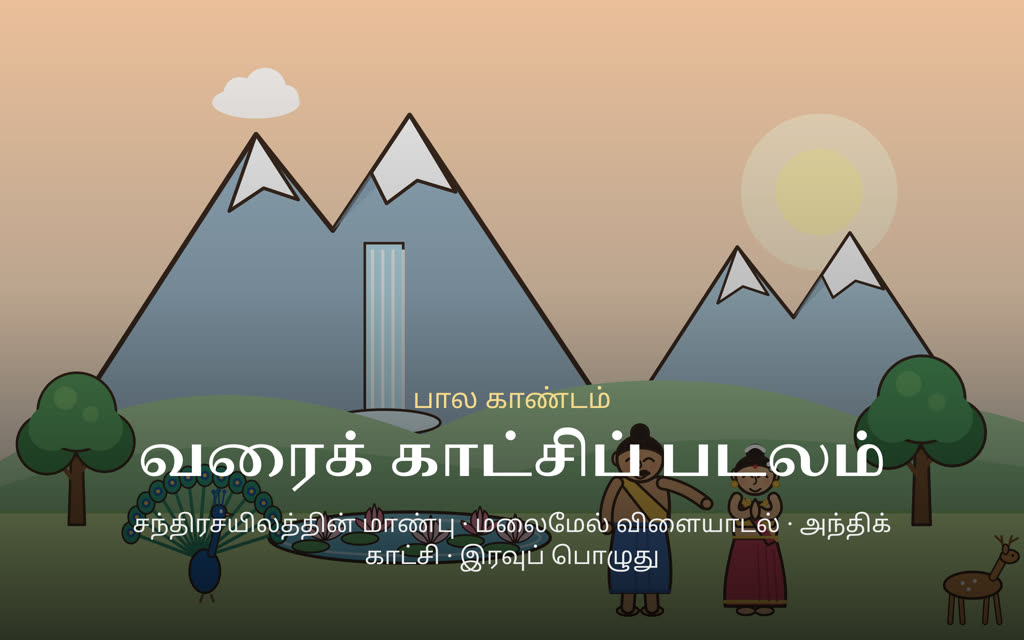 பால காண்டம்
வரைக் காட்சிப் படலம்
சந்திரசயிலத்தின் மாண்பு · மலைமேல் விளையாடல் · அந்திக்
காட்சி · இரவுப் பொழுது